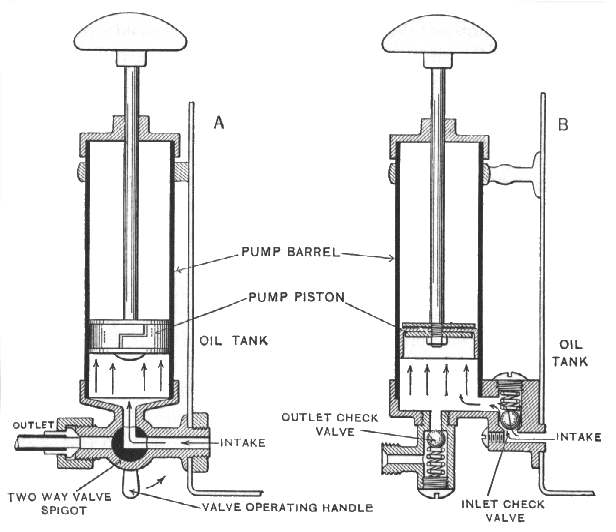 A
B
PUMP BARREL
PUMP PISTON
OIL TANK
OIL
TANK
OUTLET
INTAKE
OUTLET CHECK
VALVE
INTAKE
TWO WAY VALVE
SPIGOT
VALVE OPERATING HANDLE
INLET CHECK
VALVE